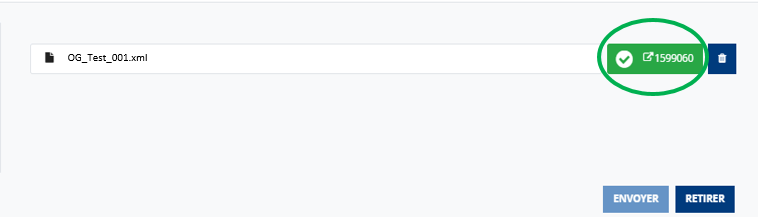 OG_Test_001.xml 1599060
ENVOYER RETIRER